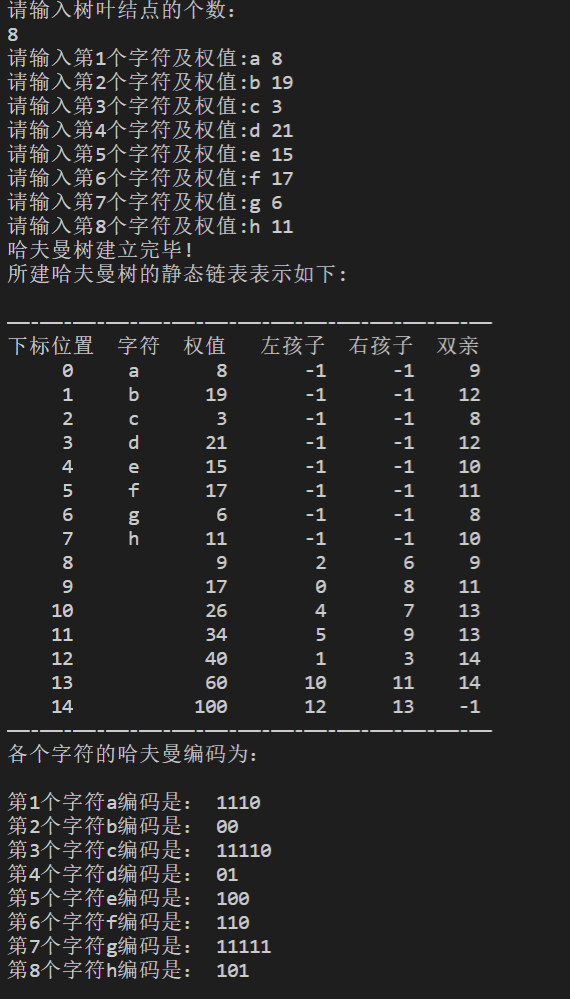 请输入树叶结点的个数:
8
请输入第1个字符及权值:a 8
请输入第2个字符及权值:b 19
请输入第3个字符及权值:c 3
请输入第4个字符及权值:d 21
请输入第5个字符及权值:e 15
请输入第6个字符及权值:f 17
请输入第7个字符及权值:g 6
请输入第8个字符及权值:h 11
哈夫曼树建立完毕!
所建哈夫曼树的静态链表表示如下:
下标位置 字符 权值 左孩子 右孩子 双亲
0 a 8 -1 -1 9
1 b 19 -1 -1 12
2 c 3 -1 -1 8
3 d 21 -1 -1 12
4 e 15 -1 -1 10
5 f 17 -1 -1 11
6 g 6 -1 -1 8
7 h 11 -1 -1 10
8 9 2 6 9
9 17 0 8 11
10 26 4 7 13
11 34 5 9 13
12 40 1 3 14
13 60 10 11 14
14 100 12 13 -1
各个字符的哈夫曼编码为:
第1个字符a编码是: 1110
第2个字符b编码是: 00
第3个字符c编码是: 11110
第4个字符d编码是: 01
第5个字符e编码是: 100
第6个字符f编码是: 110
第7个字符g编码是: 11111
第8个字符h编码是: 101